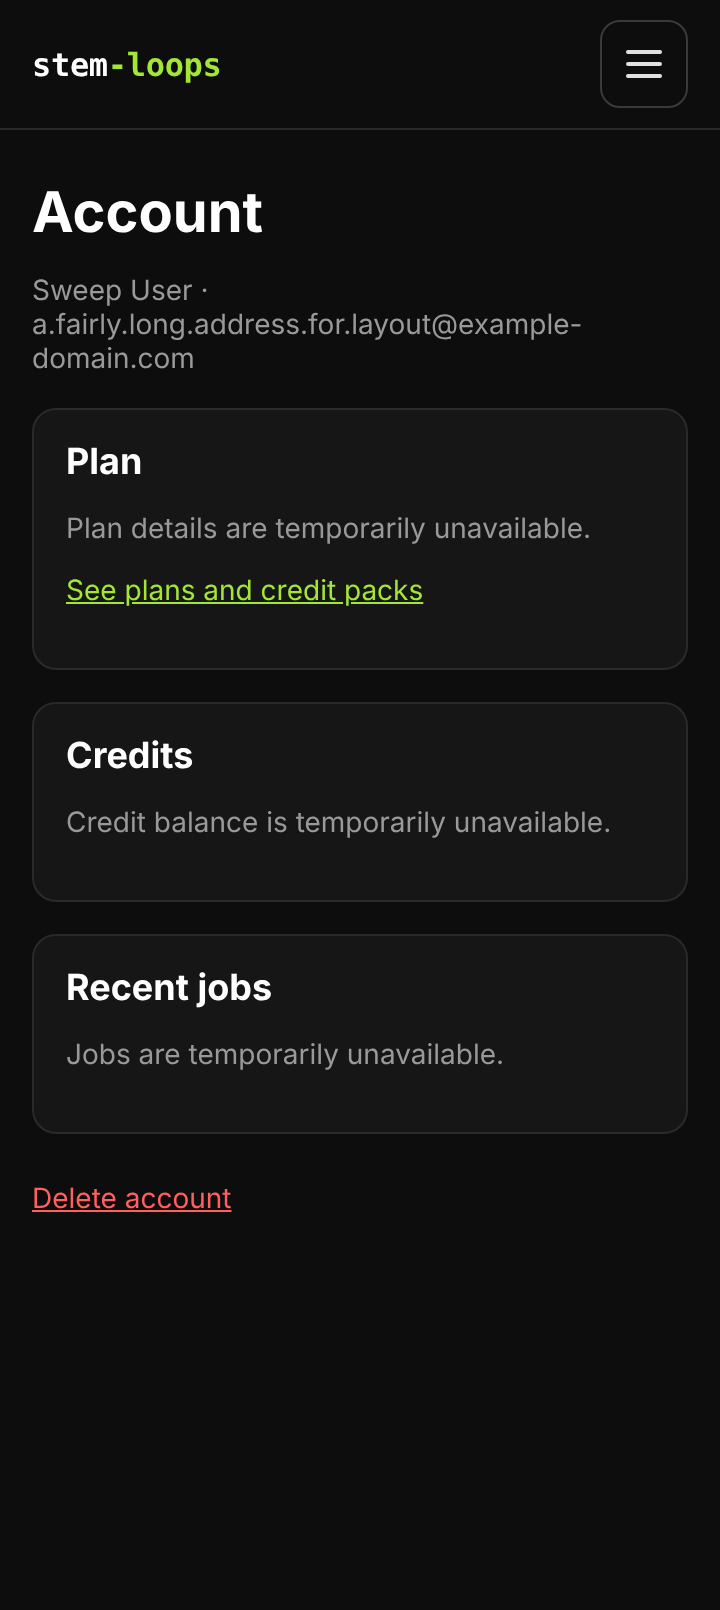 stem-loops
Account
Sweep User ·
a.fairly.long.address.for.layout@example-
domain.com
Plan
Plan details are temporarily unavailable.
See plans and credit packs
Credits
Credit balance is temporarily unavailable.
Recent jobs
Jobs are temporarily unavailable.
Delete account